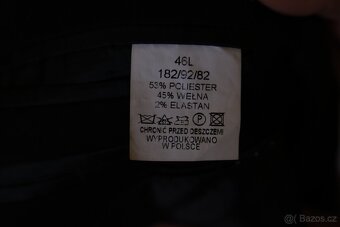 46L
182/92/82
53% POLIESTER
45% WEŁNA
2% ELASTAN
P
CHRONIĆ PRZED DESZCZEM
WYPRODUKOWANO
W POLSCE
Bazos.cz